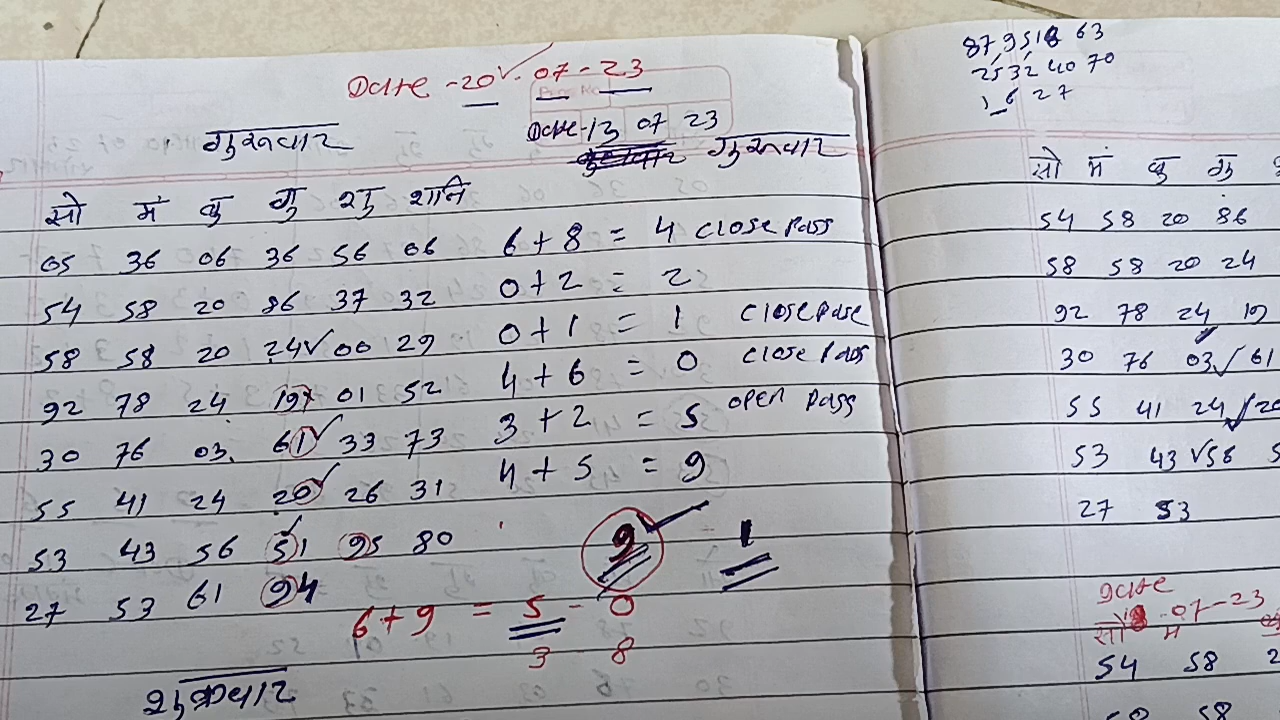 Date - 20 - 07 - 23
गुरुवार
Date - 13 07 23
गुरुवार
सो मं बु गु शु शनि
05 36 06 36 56 06 6 + 8 = 4 close pass
54 58 20 86 37 32 0 + 2 = 2
58 58 20 24 ✓ 00 29 0 + 1 = 1 close pase
92 78 24 19 01 52 4 + 6 = 0 close pass
30 76 03 61 ✓ 33 73 3 + 2 = 5 open pass
55 41 24 20 ✓ 26 31 4 + 5 = 9
53 43 56 51 ✓ 95 80
27 53 61 94
9 ✓ 1
6 + 9 = 5 - 0
3 8
शुक्रवार
63
25 32 40 70
1 6 27
सो मं बु गु
54 58 20 86
58 58 20 24
92 78 24 19
30 76 03 ✓ 61
55 41 24 ✓ 20
53 43 ✓ 56
27 53
Date
-07-23
सो मं
54 58
58